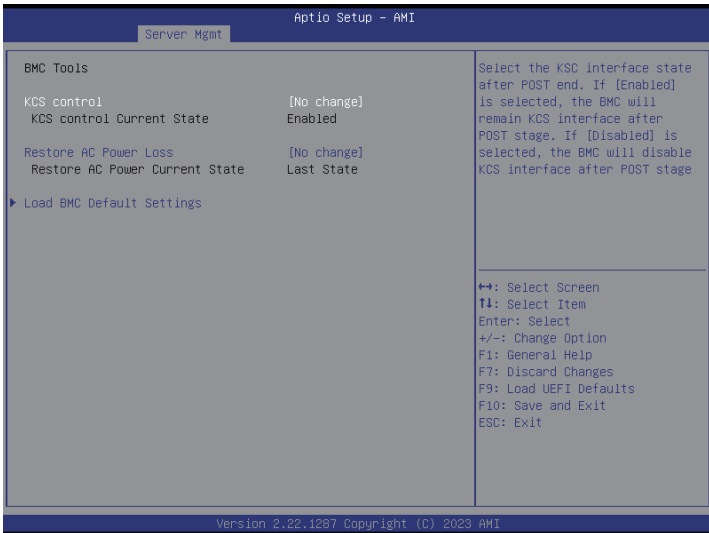 Aptio Setup – AMI
Server Mgmt
BMC Tools
KCS control [No change]
KCS control Current State Enabled
Restore AC Power Loss [No change]
Restore AC Power Current State Last State
Load BMC Default Settings
Select the KSC interface state
after POST end. If [Enabled]
is selected, the BMC will
remain KCS interface after
POST stage. If [Disabled] is
selected, the BMC will disable
KCS interface after POST stage
↔: Select Screen
↑↓: Select Item
Enter: Select
+/-: Change Option
F1: General Help
F7: Discard Changes
F9: Load UEFI Defaults
F10: Save and Exit
ESC: Exit
Version 2.22.1287 Copyright (C) 2023 AMI